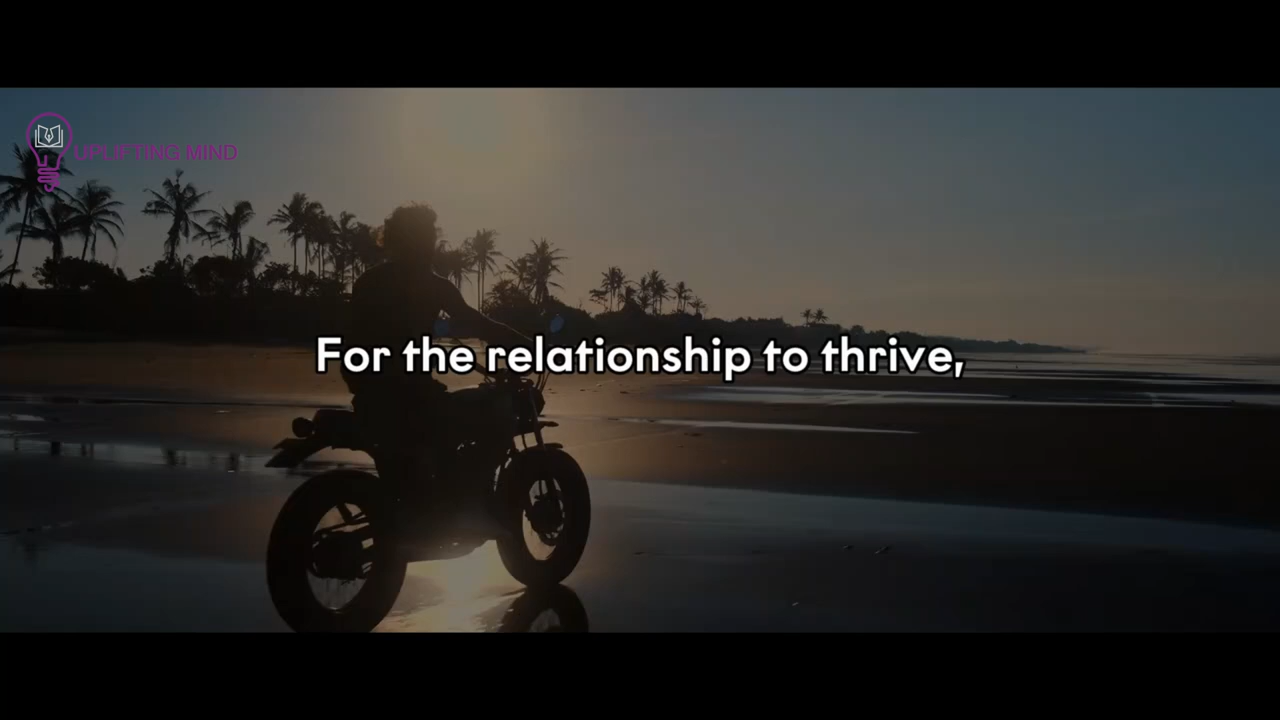 UPLIFTING MIND
For the relationship to thrive,